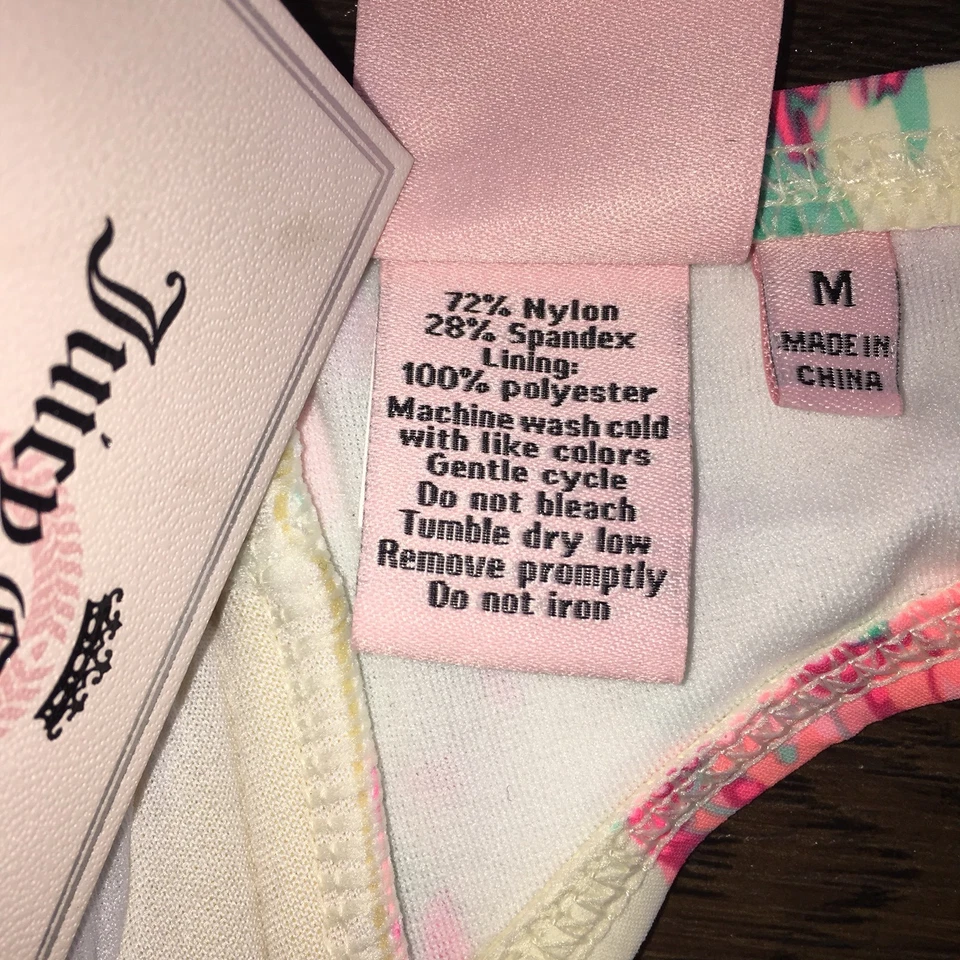 Juicy
72% Nylon
28% Spandex
Lining:
100% polyester
Machine wash cold
with like colors
Gentle cycle
Do not bleach
Tumble dry low
Remove promptly
Do not iron
M
MADE IN
CHINA